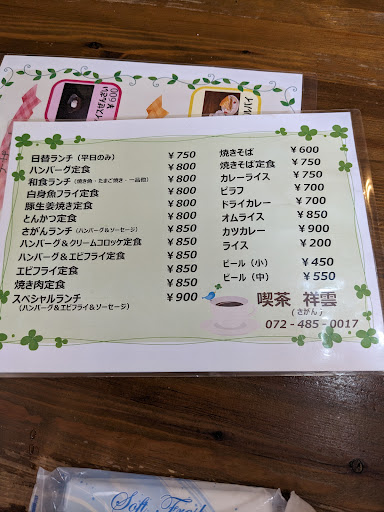 日替ランチ（平日のみ） ￥750
ハンバーグ定食 ￥800
和食ランチ（焼き魚・たまご焼き・一品付） ￥800
白身魚フライ定食 ￥800
豚生姜焼き定食 ￥800
とんかつ定食 ￥850
さがんランチ（ハンバーグ＆ソーセージ） ￥850
ハンバーグ＆クリームコロッケ定食 ￥850
ハンバーグ＆エビフライ定食 ￥850
エビフライ定食 ￥850
焼き肉定食 ￥850
スペシャルランチ ￥900
（ハンバーグ＆エビフライ＆ソーセージ）
焼きそば ￥600
焼きそば定食 ￥750
カレーライス ￥750
ピラフ ￥700
ドライカレー ￥700
オムライス ￥850
カツカレー ￥900
ライス ￥200
ビール（小） ￥450
ビール（中） ￥550
喫茶 祥雲
（さがん）
072-485-0017
Soft